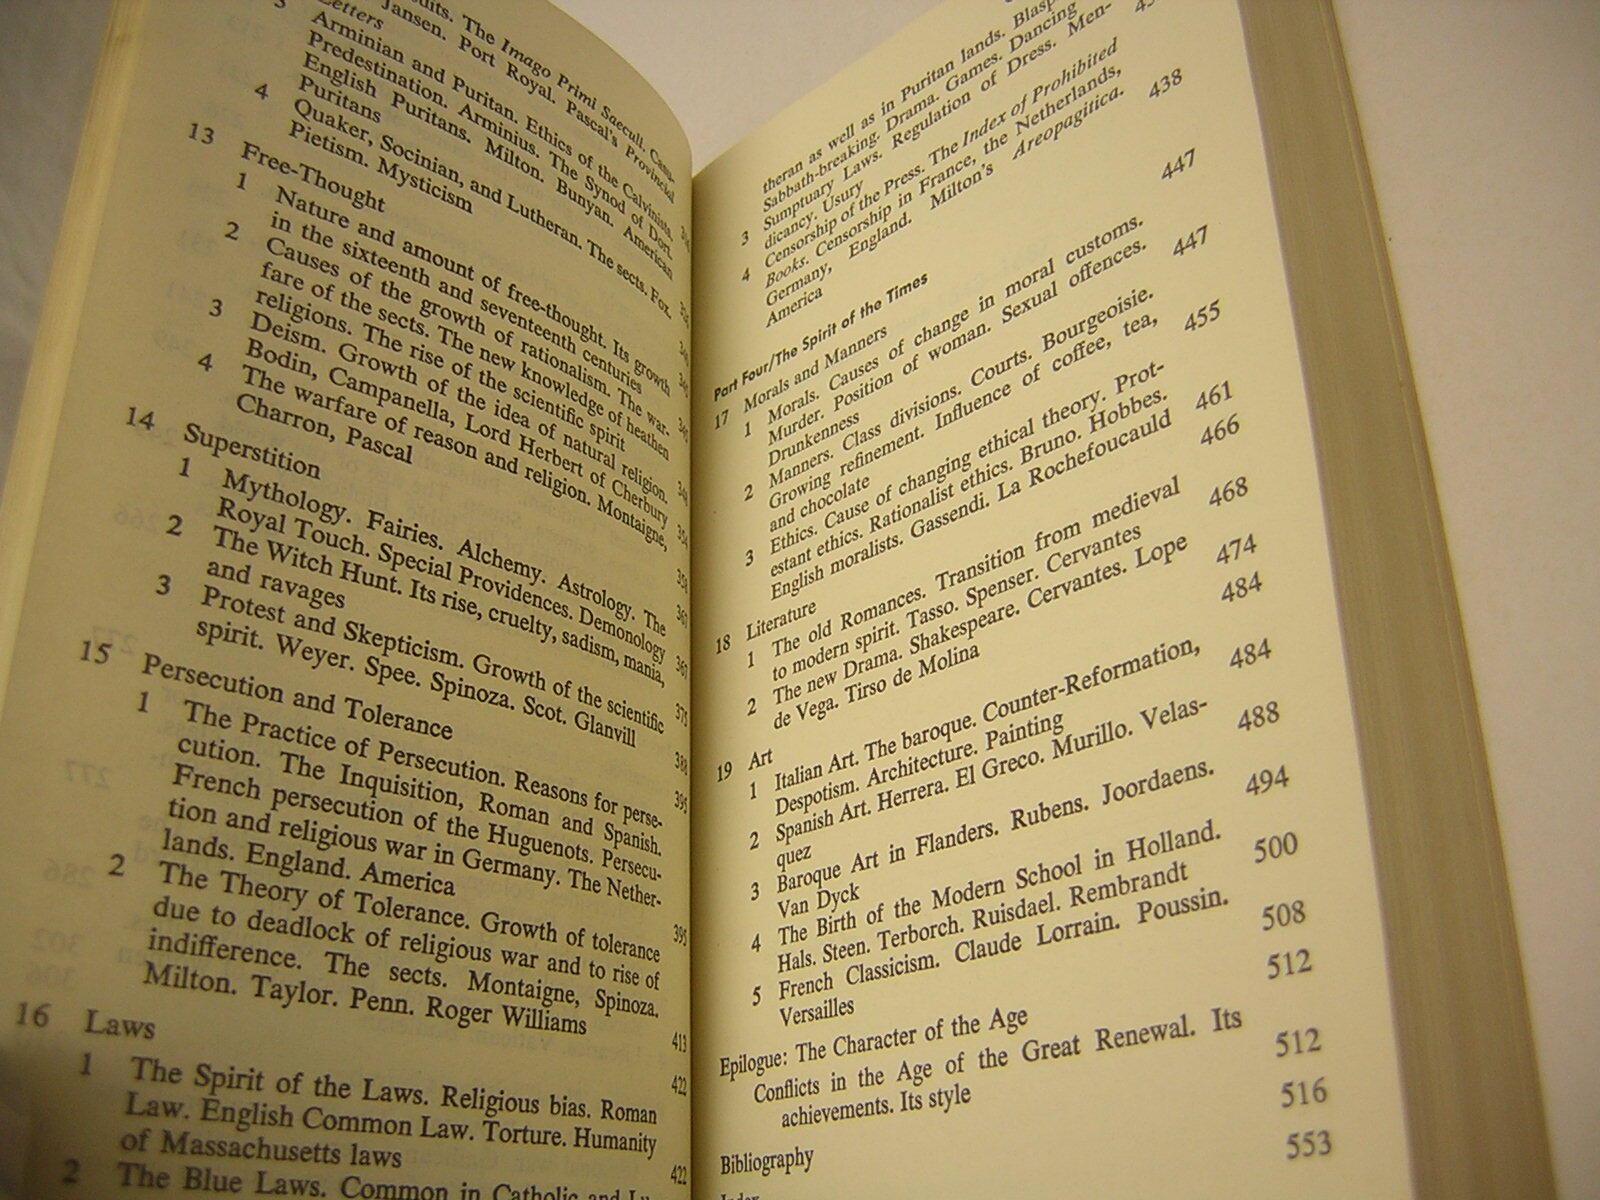 The Imago Primi Saeculi.
Jansen. Port Royal. Pascal's Provincial
Letters
3 Arminian and Puritan. Ethics of the Calvinists.
Predestination. Arminius. The Synod of Dort.
English Puritans. Milton. Bunyan. American
Puritans
4 Quaker, Socinian, and Lutheran. The sects. Fox.
Pietism. Mysticism
13 Free-Thought
1 Nature and amount of free-thought. Its growth
in the sixteenth and seventeenth centuries
2 Causes of the growth of rationalism. The war-
fare of the sects. The new knowledge of heathen
religions. The rise of the scientific spirit
3 Deism. Growth of the idea of natural religion.
Bodin, Campanella, Lord Herbert of Cherbury
4 The warfare of reason and religion. Montaigne,
Charron, Pascal
14 Superstition
1 Mythology. Fairies. Alchemy. Astrology. The
Royal Touch. Special Providences. Demonology
2 The Witch Hunt. Its rise, cruelty, sadism, mania,
and ravages
3 Protest and Skepticism. Growth of the scientific
spirit. Weyer. Spee. Spinoza. Scot. Glanvill 375
15 Persecution and Tolerance 388
1 The Practice of Persecution. Reasons for perse- 395
cution. The Inquisition, Roman and Spanish.
French persecution of the Huguenots. Persecu-
tion and religious war in Germany. The Nether-
lands. England. America
2 The Theory of Tolerance. Growth of tolerance 395
due to deadlock of religious war and to rise of
indifference. The sects. Montaigne, Spinoza.
Milton. Taylor. Penn. Roger Williams
16 Laws 413
1 The Spirit of the Laws. Religious bias. Roman 422
Law. English Common Law. Torture. Humanity
of Massachusetts laws
2 The Blue Laws. Common in Catholic and Lu- 422
theran as well as in Puritan lands.
Sabbath-breaking. Drama. Games. Dancing
Sumptuary Laws. Regulation of Dress. Men-
dicancy. Usury
3 Censorship of the Press. The Index of Prohibited 438
4 Books. Censorship in France, the Netherlands,
Germany, England. Milton's Areopagitica.
America 447
Part Four/The Spirit of the Times
17 Morals and Manners 447
1 Morals. Causes of change in moral customs.
Murder. Position of woman. Sexual offences.
Drunkenness 455
2 Manners. Class divisions. Courts. Bourgeoisie.
Growing refinement. Influence of coffee, tea,
and chocolate 461
3 Ethics. Cause of changing ethical theory. Prot-
estant ethics. Rationalist ethics. Bruno. Hobbes.
English moralists. Gassendi. La Rochefoucauld 466
18 Literature 468
1 The old Romances. Transition from medieval
to modern spirit. Tasso. Spenser. Cervantes 474
2 The new Drama. Shakespeare. Cervantes. Lope
de Vega. Tirso de Molina 484
19 Art 484
1 Italian Art. The baroque. Counter-Reformation,
Despotism. Architecture. Painting 488
2 Spanish Art. Herrera. El Greco. Murillo. Velas-
quez 494
3 Baroque Art in Flanders. Rubens. Joordaens.
Van Dyck 500
4 The Birth of the Modern School in Holland.
Hals. Steen. Terborch. Ruisdael. Rembrandt 508
5 French Classicism. Claude Lorrain. Poussin.
Versailles 512
Epilogue: The Character of the Age 512
Conflicts in the Age of the Great Renewal. Its
achievements. Its style 516
Bibliography 553
Index